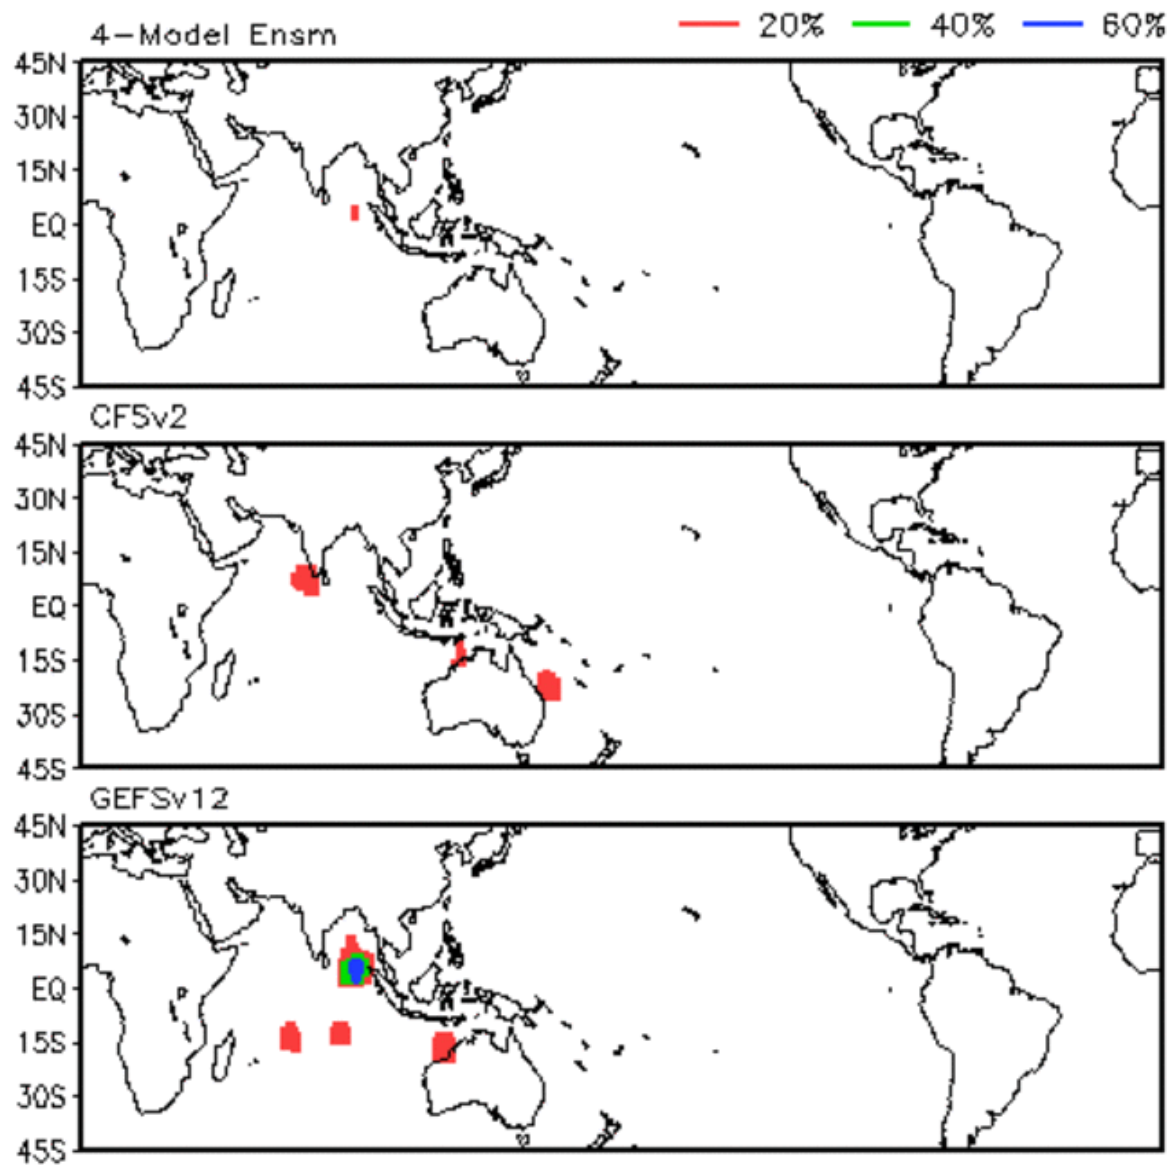 4-Model Ensm 20% 40% 60%
45N
30N
15N
EQ
15S
30S
45S
CFSv2
45N
30N
15N
EQ
15S
30S
45S
GEFSv12
45N
30N
15N
EQ
15S
30S
45S